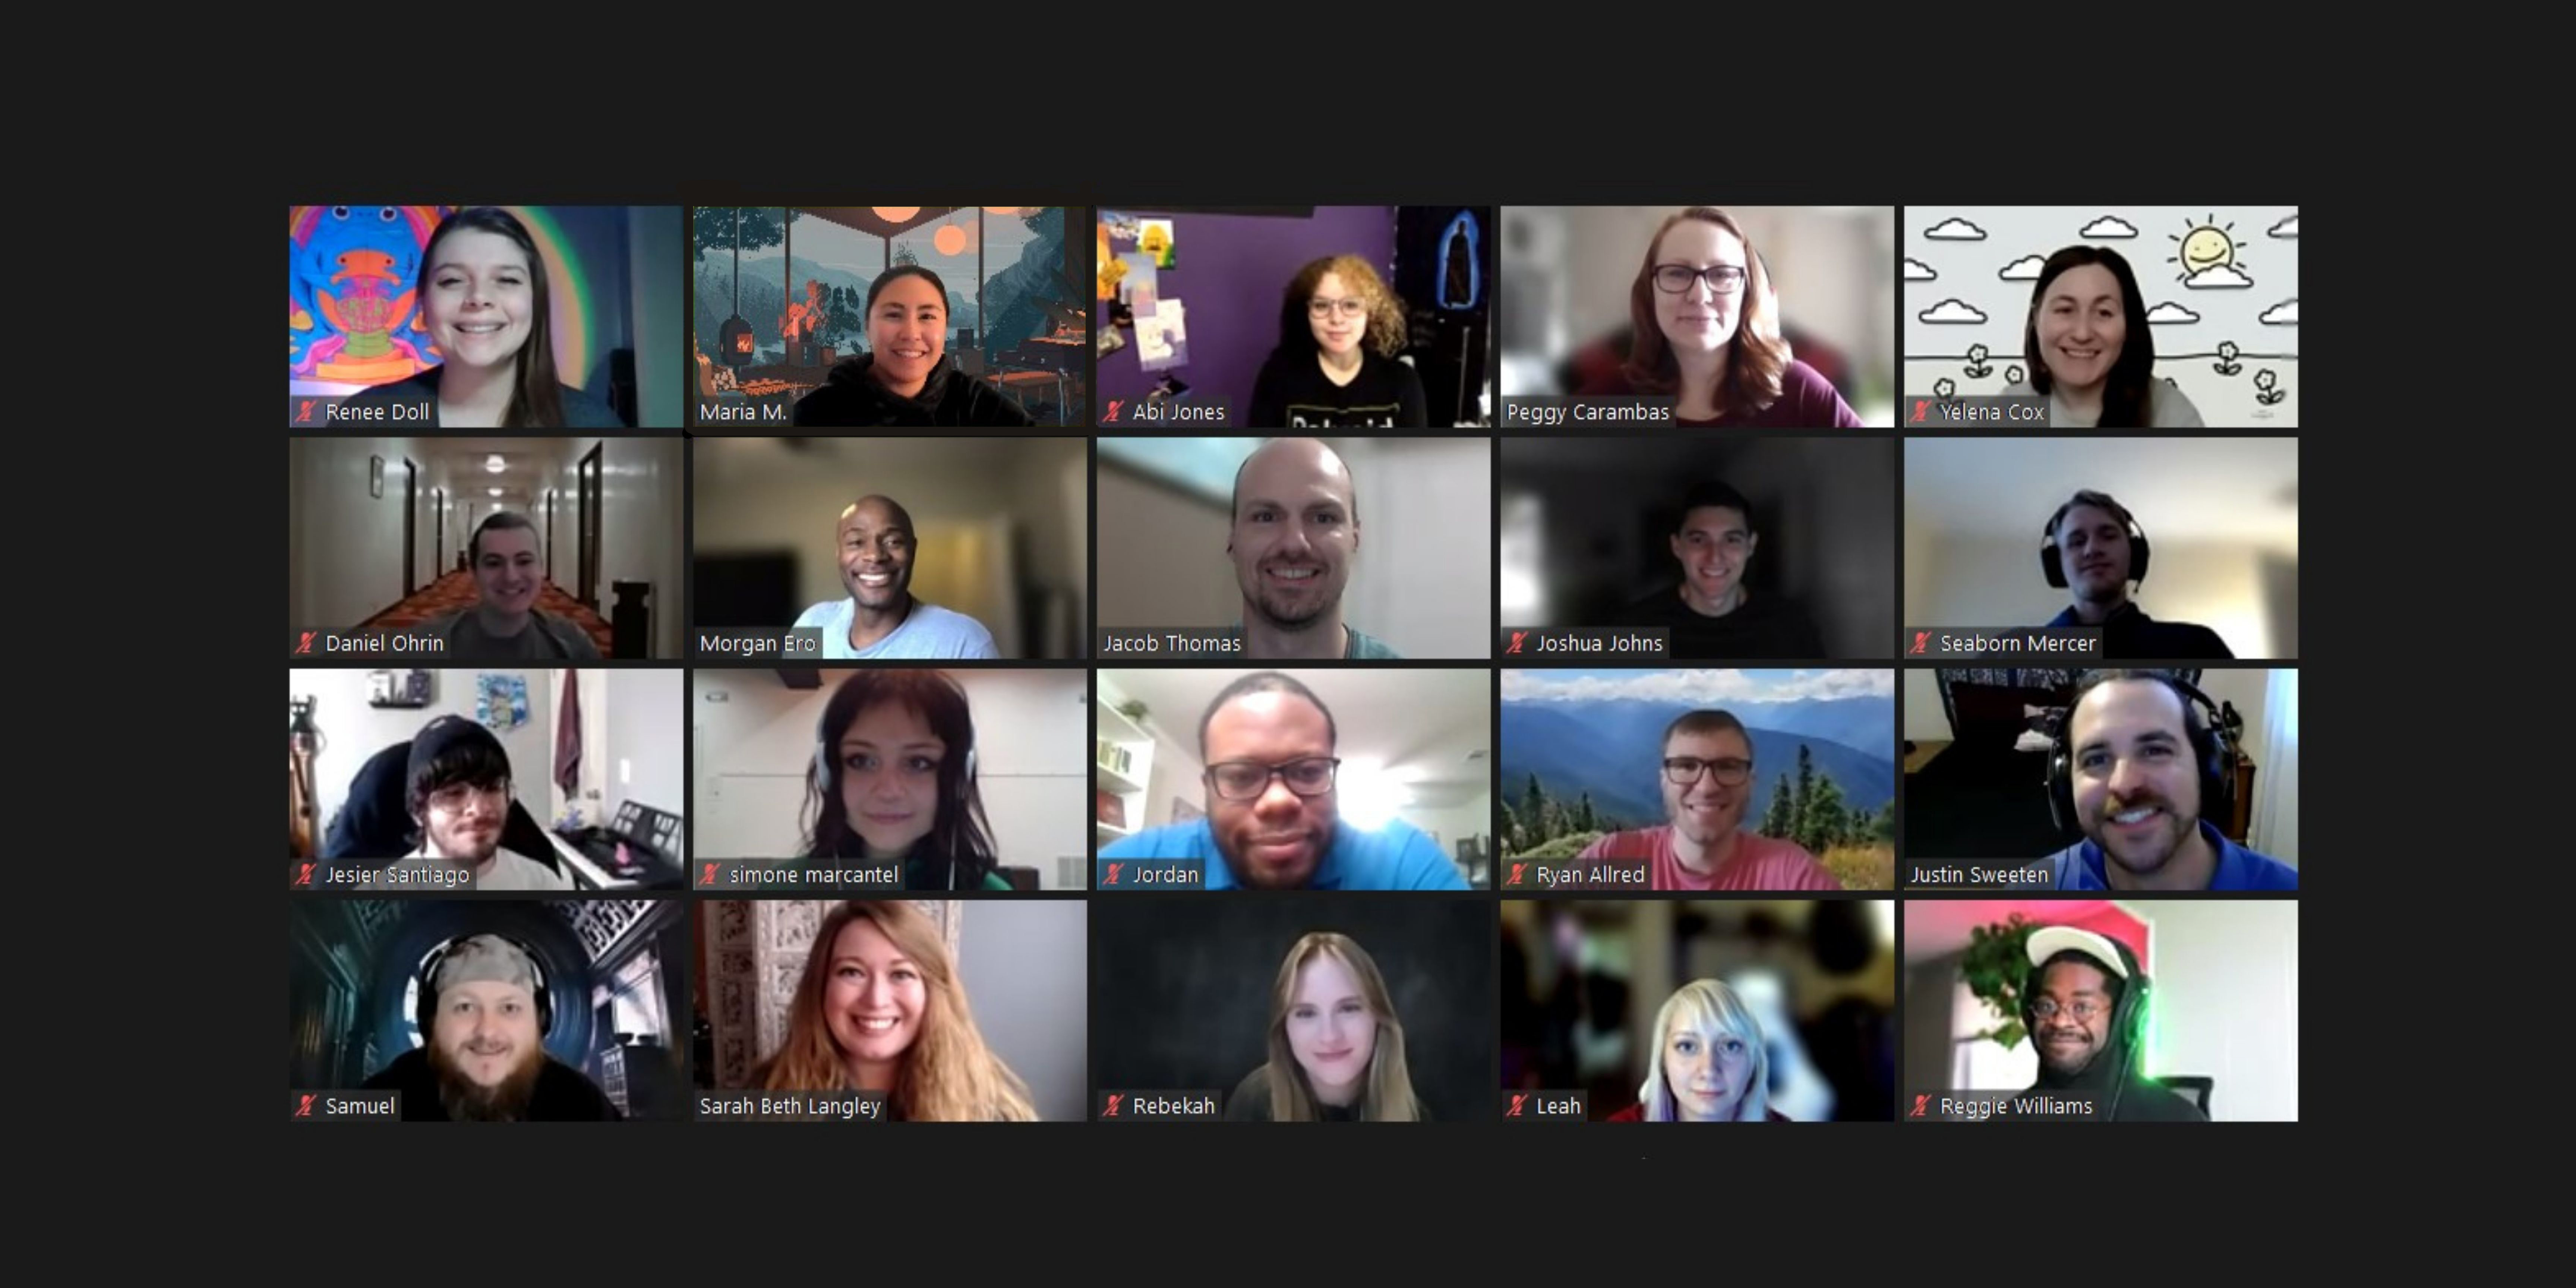 Renee Doll
Maria M.
Abi Jones
Peggy Carambas
Yelena Cox
Daniel Ohrin
Morgan Ero
Jacob Thomas
Joshua Johns
Seaborn Mercer
Jesier Santiago
simone marcantel
Jordan
Ryan Allred
Justin Sweeten
Samuel
Sarah Beth Langley
Rebekah
Leah
Reggie Williams